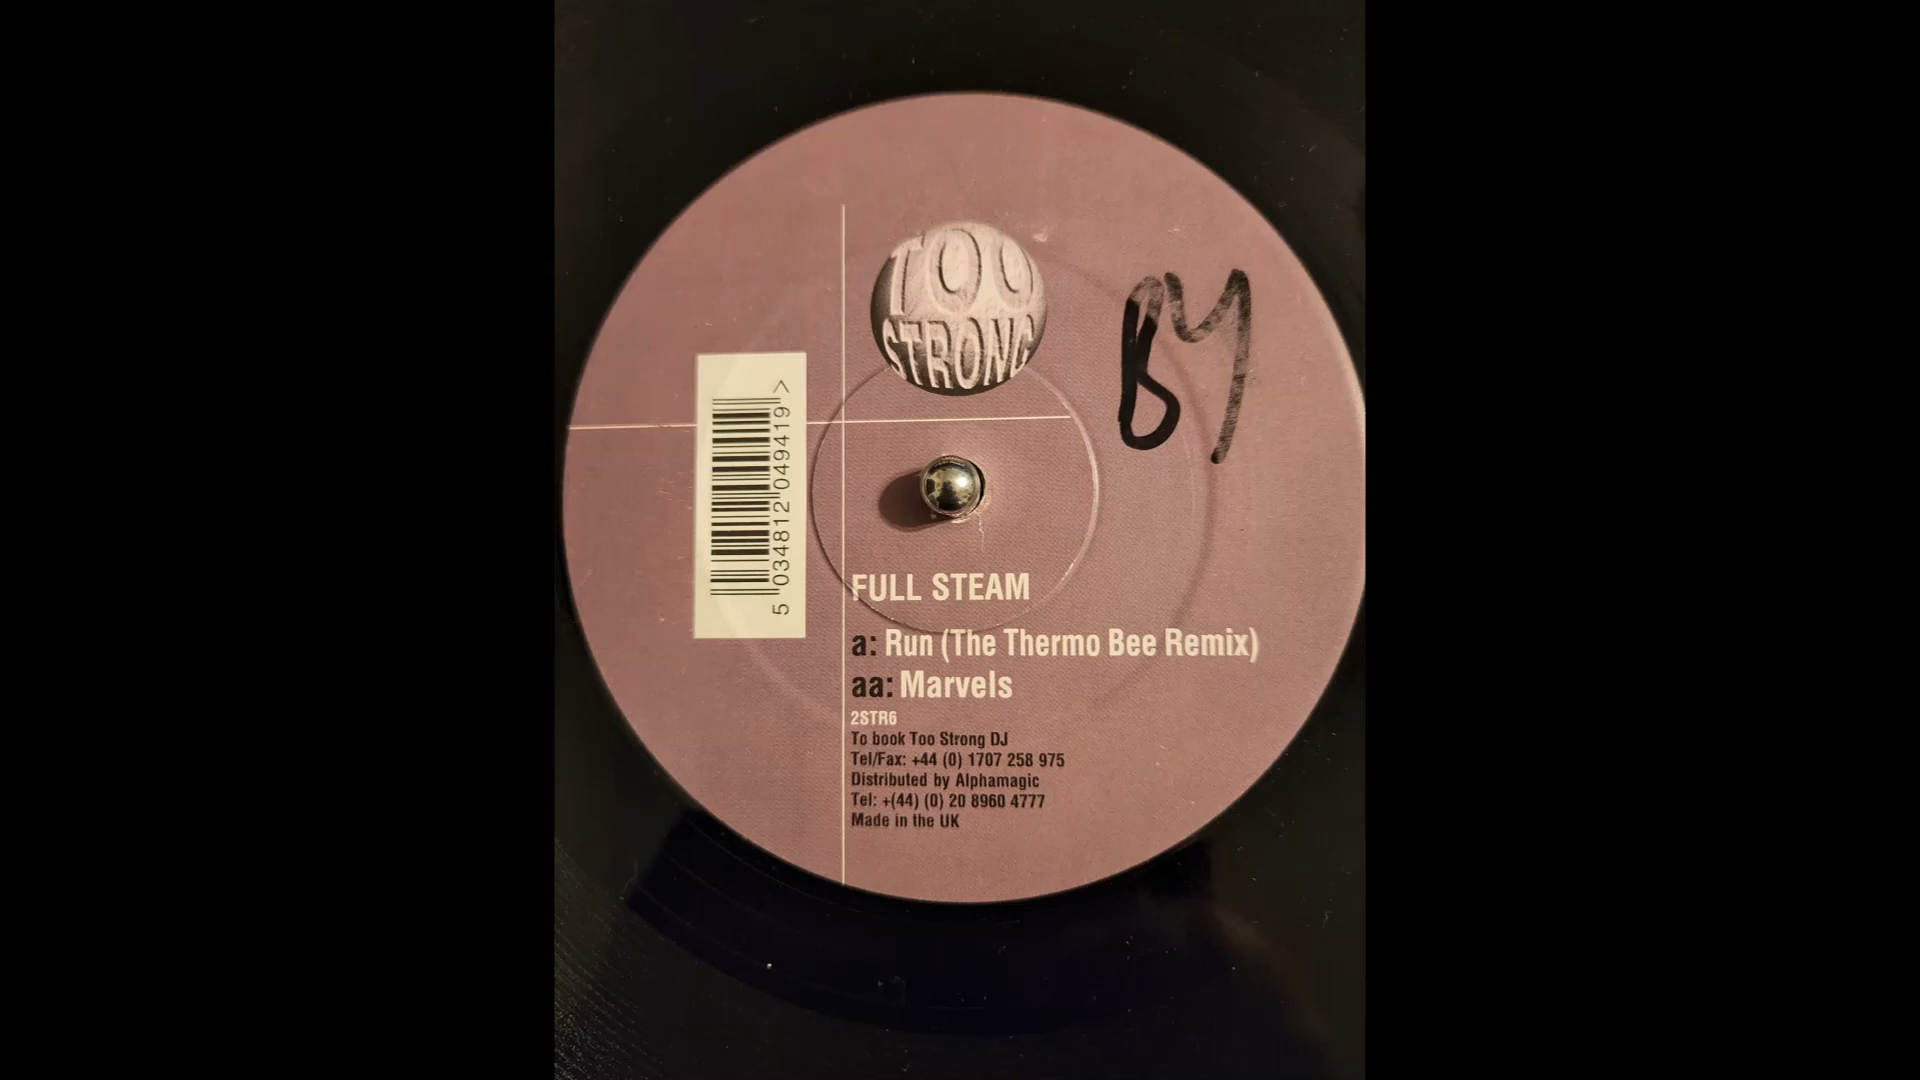 TOO
STRONG
5 034812 049419 >
FULL STEAM
a: Run (The Thermo Bee Remix)
aa: Marvels
2STR6
To book Too Strong DJ
Tel/Fax: +44 (0) 1707 258 975
Distributed by Alphamagic
Tel: +(44) (0) 20 8960 4777
Made in the UK